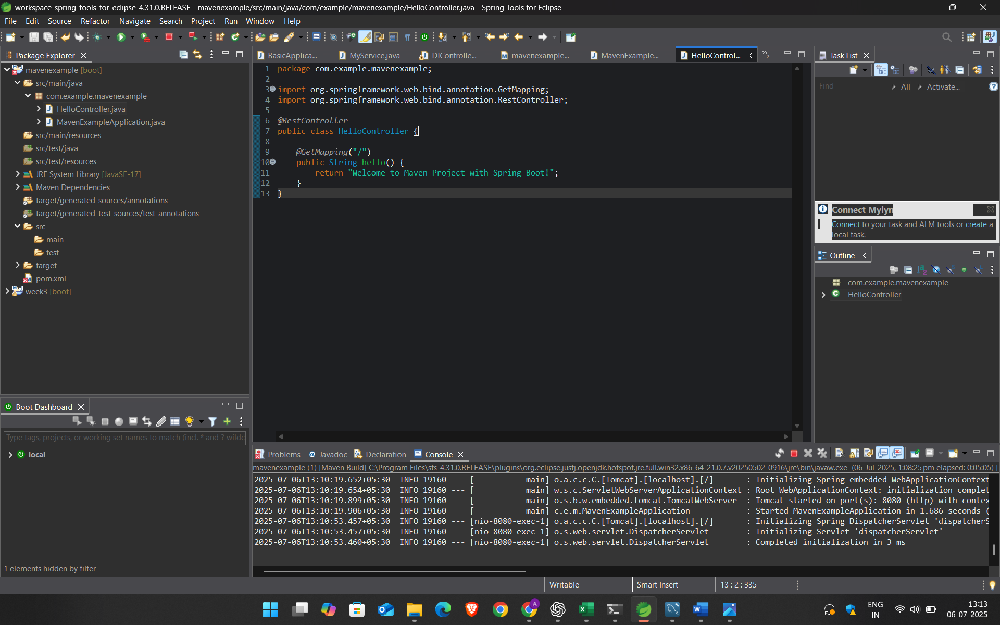 workspace-spring-tools-for-eclipse-4.31.0.RELEASE - mavenexample/src/main/java/com/example/mavenexample/HelloController.java - Spring Tools for Eclipse
File Edit Source Refactor Navigate Search Project Run Window Help
Package Explorer
mavenexample [boot]
src/main/java
com.example.mavenexample
HelloController.java
MavenExampleApplication.java
src/main/resources
src/test/java
src/test/resources
JRE System Library [JavaSE-17]
Maven Dependencies
target/generated-sources/annotations
target/generated-test-sources/test-annotations
src
main
test
target
pom.xml
week3 [boot]
Boot Dashboard
Type tags, projects, or working set names to match (incl. * and ? wildc
local
1 elements hidden by filter
BasicApplica... MyService.java DIControlle... mavenexample... MavenExample... HelloControl... »2
1 package com.example.mavenexample;
2
3 import org.springframework.web.bind.annotation.GetMapping;
4 import org.springframework.web.bind.annotation.RestController;
5
6 @RestController
7 public class HelloController {
8
9 @GetMapping("/")
10 public String hello() {
11 return "Welcome to Maven Project with Spring Boot!";
12 }
13 }
Problems Javadoc Declaration Console
mavenexample (1) [Maven Build] C:\Program Files\sts-4.31.0.RELEASE\plugins\org.eclipse.justj.openjdk.hotspot.jre.full.win32.x86_64_21.0.7.v20250502-0916\jre\bin\javaw.exe (06-Jul-2025, 1:08:25 pm elapsed: 0:05:05) [
2025-07-06T13:10:19.652+05:30 INFO 19160 --- [ main] o.a.c.c.C.[Tomcat].[localhost].[/] : Initializing Spring embedded WebApplicationContext
2025-07-06T13:10:19.654+05:30 INFO 19160 --- [ main] w.s.c.ServletWebServerApplicationContext : Root WebApplicationContext: initialization complet
2025-07-06T13:10:19.899+05:30 INFO 19160 --- [ main] o.s.b.w.embedded.tomcat.TomcatWebServer : Tomcat started on port(s): 8080 (http) with contex
2025-07-06T13:10:19.906+05:30 INFO 19160 --- [ main] c.e.m.MavenExampleApplication : Started MavenExampleApplication in 1.686 seconds (
2025-07-06T13:10:53.457+05:30 INFO 19160 --- [nio-8080-exec-1] o.a.c.c.C.[Tomcat].[localhost].[/] : Initializing Spring DispatcherServlet 'dispatcherS
2025-07-06T13:10:53.457+05:30 INFO 19160 --- [nio-8080-exec-1] o.s.web.servlet.DispatcherServlet : Initializing Servlet 'dispatcherServlet'
2025-07-06T13:10:53.460+05:30 INFO 19160 --- [nio-8080-exec-1] o.s.web.servlet.DispatcherServlet : Completed initialization in 3 ms
Task List
Find All Activate...
Connect Mylyn
Connect to your task and ALM tools or create a
local task.
Outline
com.example.mavenexample
HelloController
Writable Smart Insert 13 : 2 : 335
ENG
IN
13:13
06-07-2025